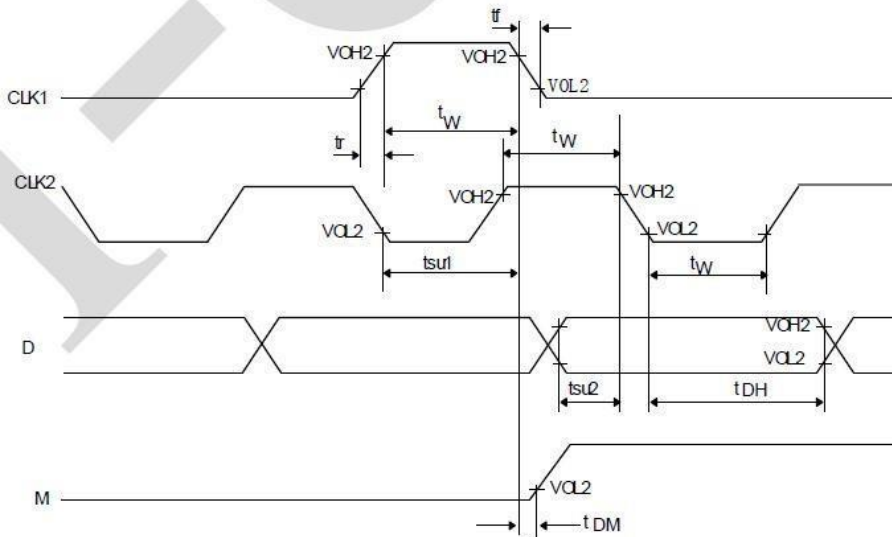 tf
VOH2
VOH2
VOL2
CLK1
tW
tr
tW
CLK2
VOH2
VOH2
VOL2
VOL2
tsu1
tW
D
VOH2
VOL2
tsu2
tDH
M
VOL2
tDM